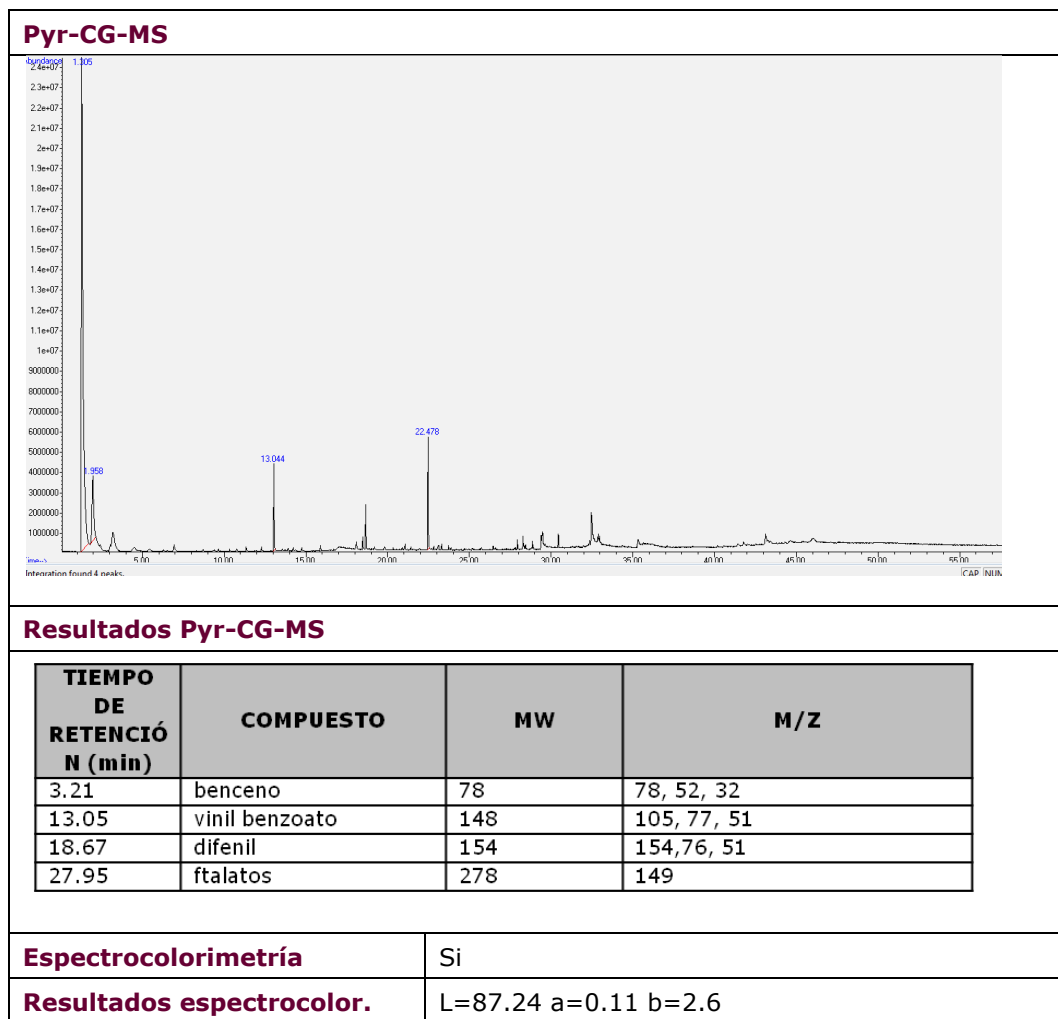 Pyr-CG-MS
1.305
2.4e+07
2.3e+07
2.2e+07
2.1e+07
2e+07
1.9e+07
1.8e+07
1.7e+07
1.6e+07
1.5e+07
1.4e+07
1.3e+07
1.2e+07
1.1e+07
1e+07
9000000
8000000
7000000
6000000
22.478
5000000
13.044
4000000
1.958
3000000
2000000
1000000
5.00 10.00 15.00 20.00 25.00 30.00 35.00 40.00 45.00 50.00 55.00
Integration found 4 peaks.
CAP NUM
Resultados Pyr-CG-MS
TIEMPO
DE
RETENCIÓ
N (min)
COMPUESTO
MW
M/Z
3.21 benceno 78 78, 52, 32
13.05 vinil benzoato 148 105, 77, 51
18.67 difenil 154 154,76, 51
27.95 ftalatos 278 149
Espectrocolorimetría Si
Resultados espectrocolor. L=87.24 a=0.11 b=2.6